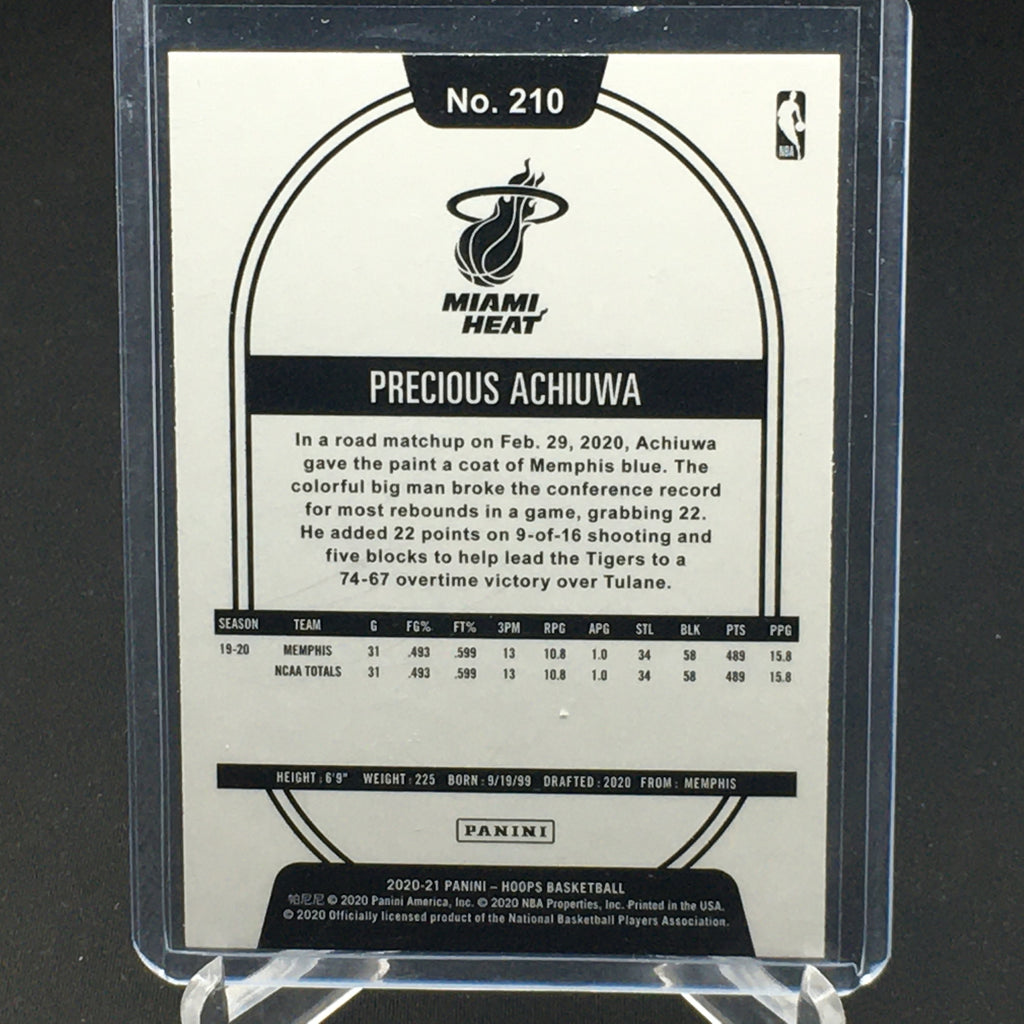 No. 210
NBA
MIAMI
HEAT
PRECIOUS ACHIUWA
In a road matchup on Feb. 29, 2020, Achiuwa
gave the paint a coat of Memphis blue. The
colorful big man broke the conference record
for most rebounds in a game, grabbing 22.
He added 22 points on 9-of-16 shooting and
five blocks to help lead the Tigers to a
74-67 overtime victory over Tulane.
SEASON TEAM G FG% FT% 3PM RPG APG STL BLK PTS PPG
19-20 MEMPHIS 31 .493 .599 13 10.8 1.0 34 58 489 15.8
NCAA TOTALS 31 .493 .599 13 10.8 1.0 34 58 489 15.8
HEIGHT: 6'9" WEIGHT: 225 BORN: 9/19/99 DRAFTED: 2020 FROM: MEMPHIS
PANINI
2020-21 PANINI – HOOPS BASKETBALL
帕尼尼 © 2020 Panini America, Inc. © 2020 NBA Properties, Inc. Printed in the USA.
© 2020 Officially licensed product of the National Basketball Players Association.